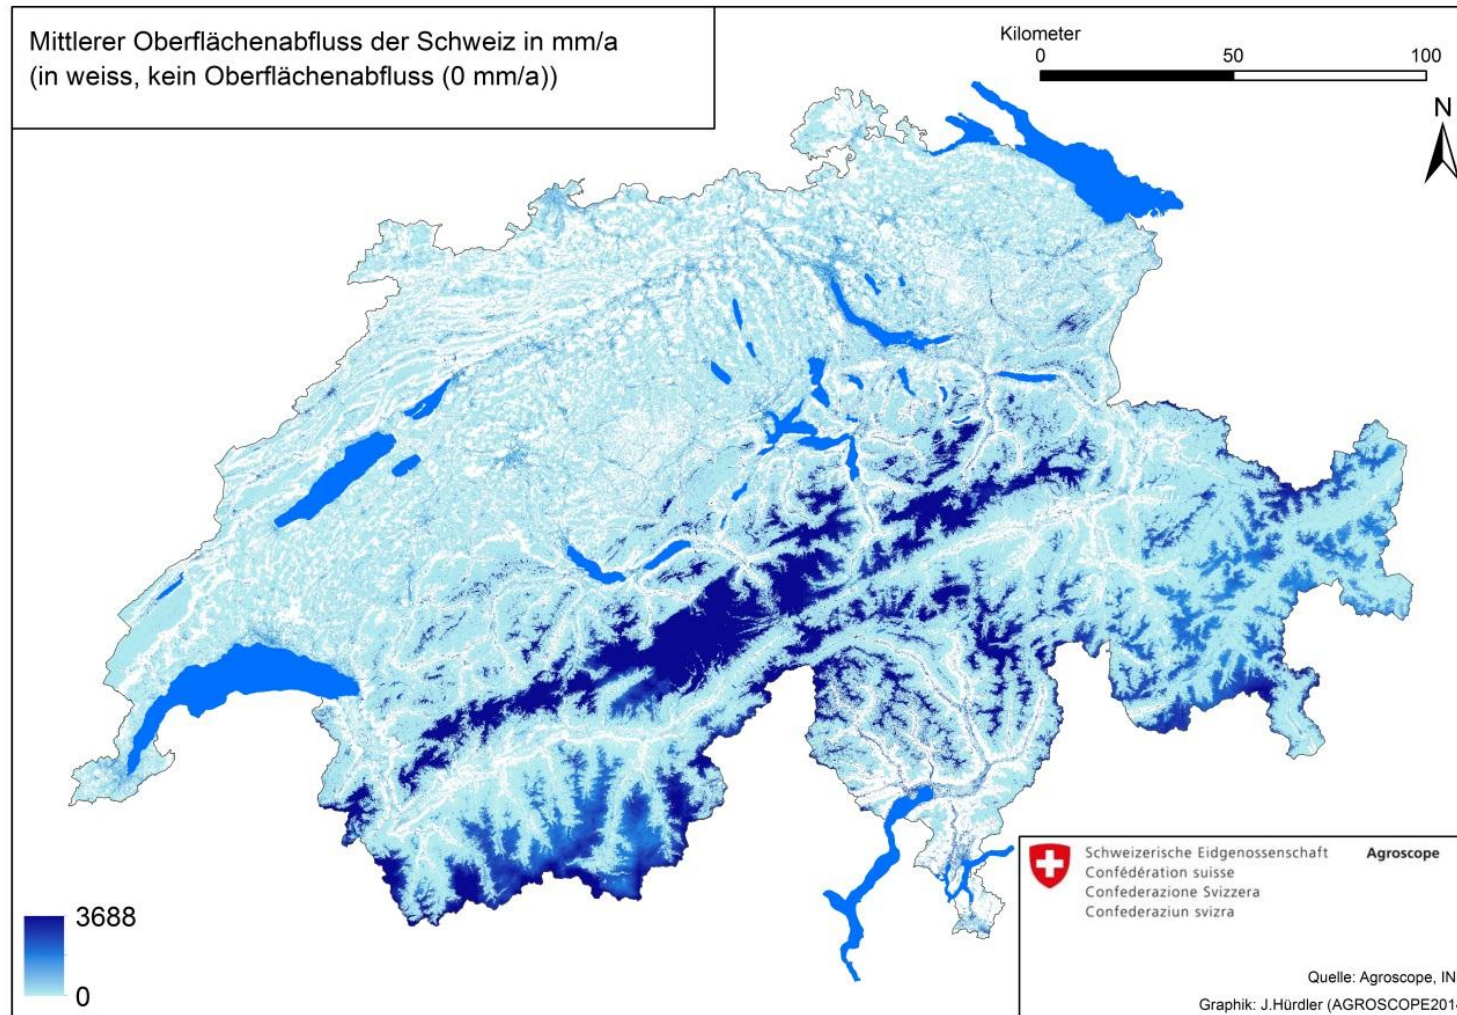 Mittlerer Oberflächenabfluss der Schweiz in mm/a
(in weiss, kein Oberflächenabfluss (0 mm/a))
Kilometer
0 50 100
N
3688
0
Schweizerische Eidgenossenschaft
Confédération suisse
Confederazione Svizzera
Confederaziun svizra
Agroscope
Quelle: Agroscope, IN
Graphik: J.Hürdler (AGROSCOPE201